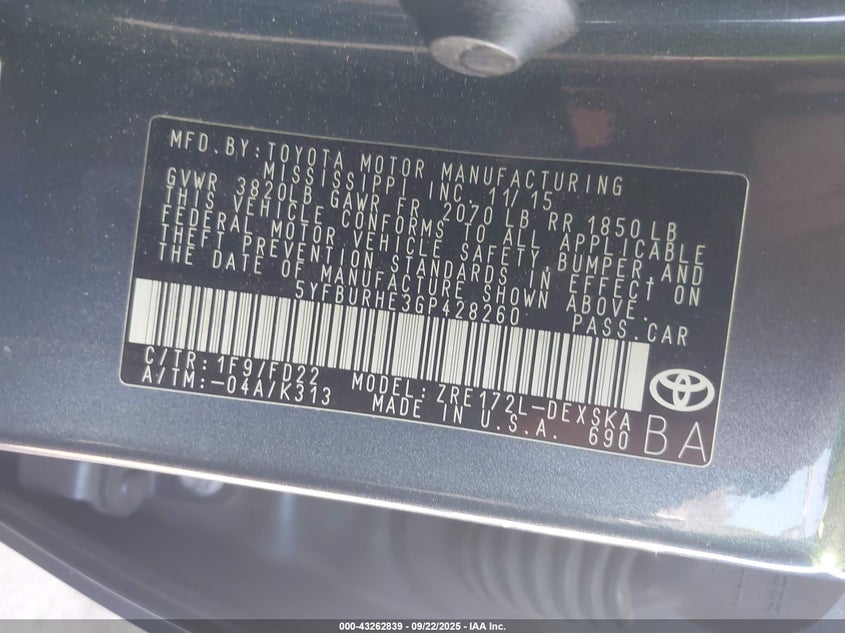 MFD.BY:TOYOTA MOTOR MANUFACTURING
MISSISSIPPI INC. 11/15
GVWR 3820LB GAWR FR 2070 LB RR 1850 LB
THIS VEHICLE CONFORMS TO ALL APPLICABLE
FEDERAL MOTOR VEHICLE SAFETY,BUMPER,AND
THEFT PREVENTION STANDARDS IN EFFECT ON
THE DATE OF MANUFACTURE SHOWN ABOVE.
5YFBURHE3GP428260 PASS.CAR
C/TR:1F9/FD22 MODEL:ZRE172L-DEXSKA
A/TM:-04A/K313 MADE IN U.S.A. 690
BA
000-43262839 - 09/22/2025 - IAA Inc.